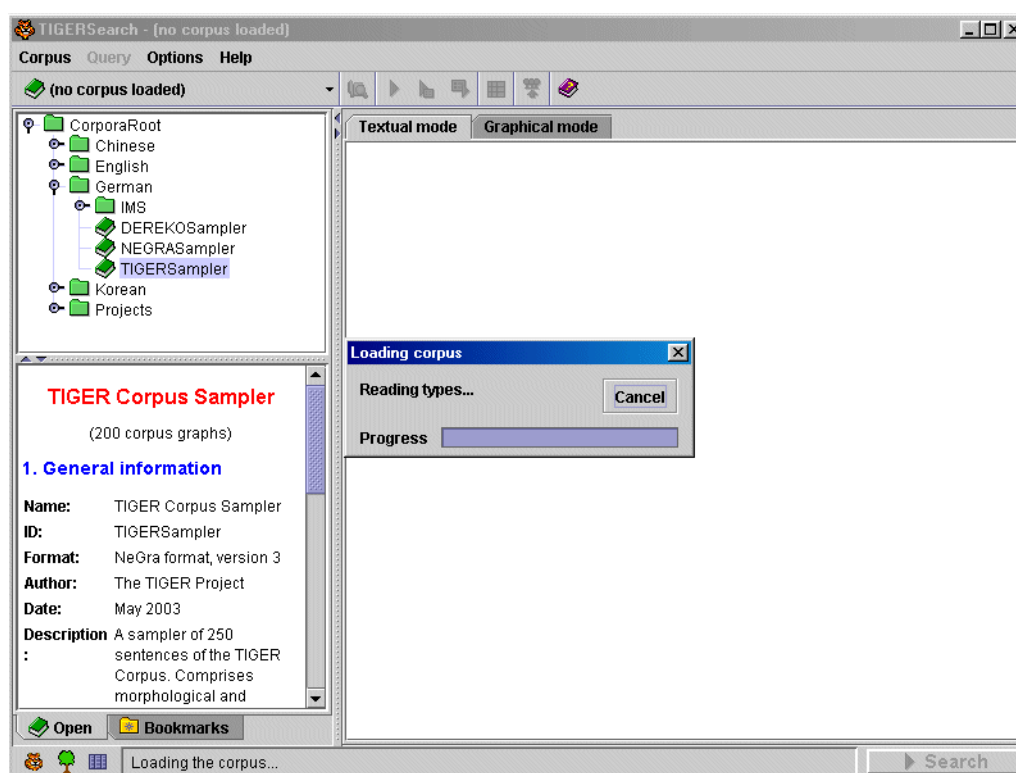 TIGERSearch - (no corpus loaded)
Corpus Query Options Help
(no corpus loaded)
CorporaRoot
Chinese
English
German
IMS
DEREKOSampler
NEGRASampler
TIGERSampler
Korean
Projects
Textual mode Graphical mode
Loading corpus
Reading types...
Cancel
Progress
TIGER Corpus Sampler
(200 corpus graphs)
1. General information
Name: TIGER Corpus Sampler
ID: TIGERSampler
Format: NeGra format, version 3
Author: The TIGER Project
Date: May 2003
Description A sampler of 250
: sentences of the TIGER
Corpus. Comprises
morphological and
Open Bookmarks
Loading the corpus...
Search